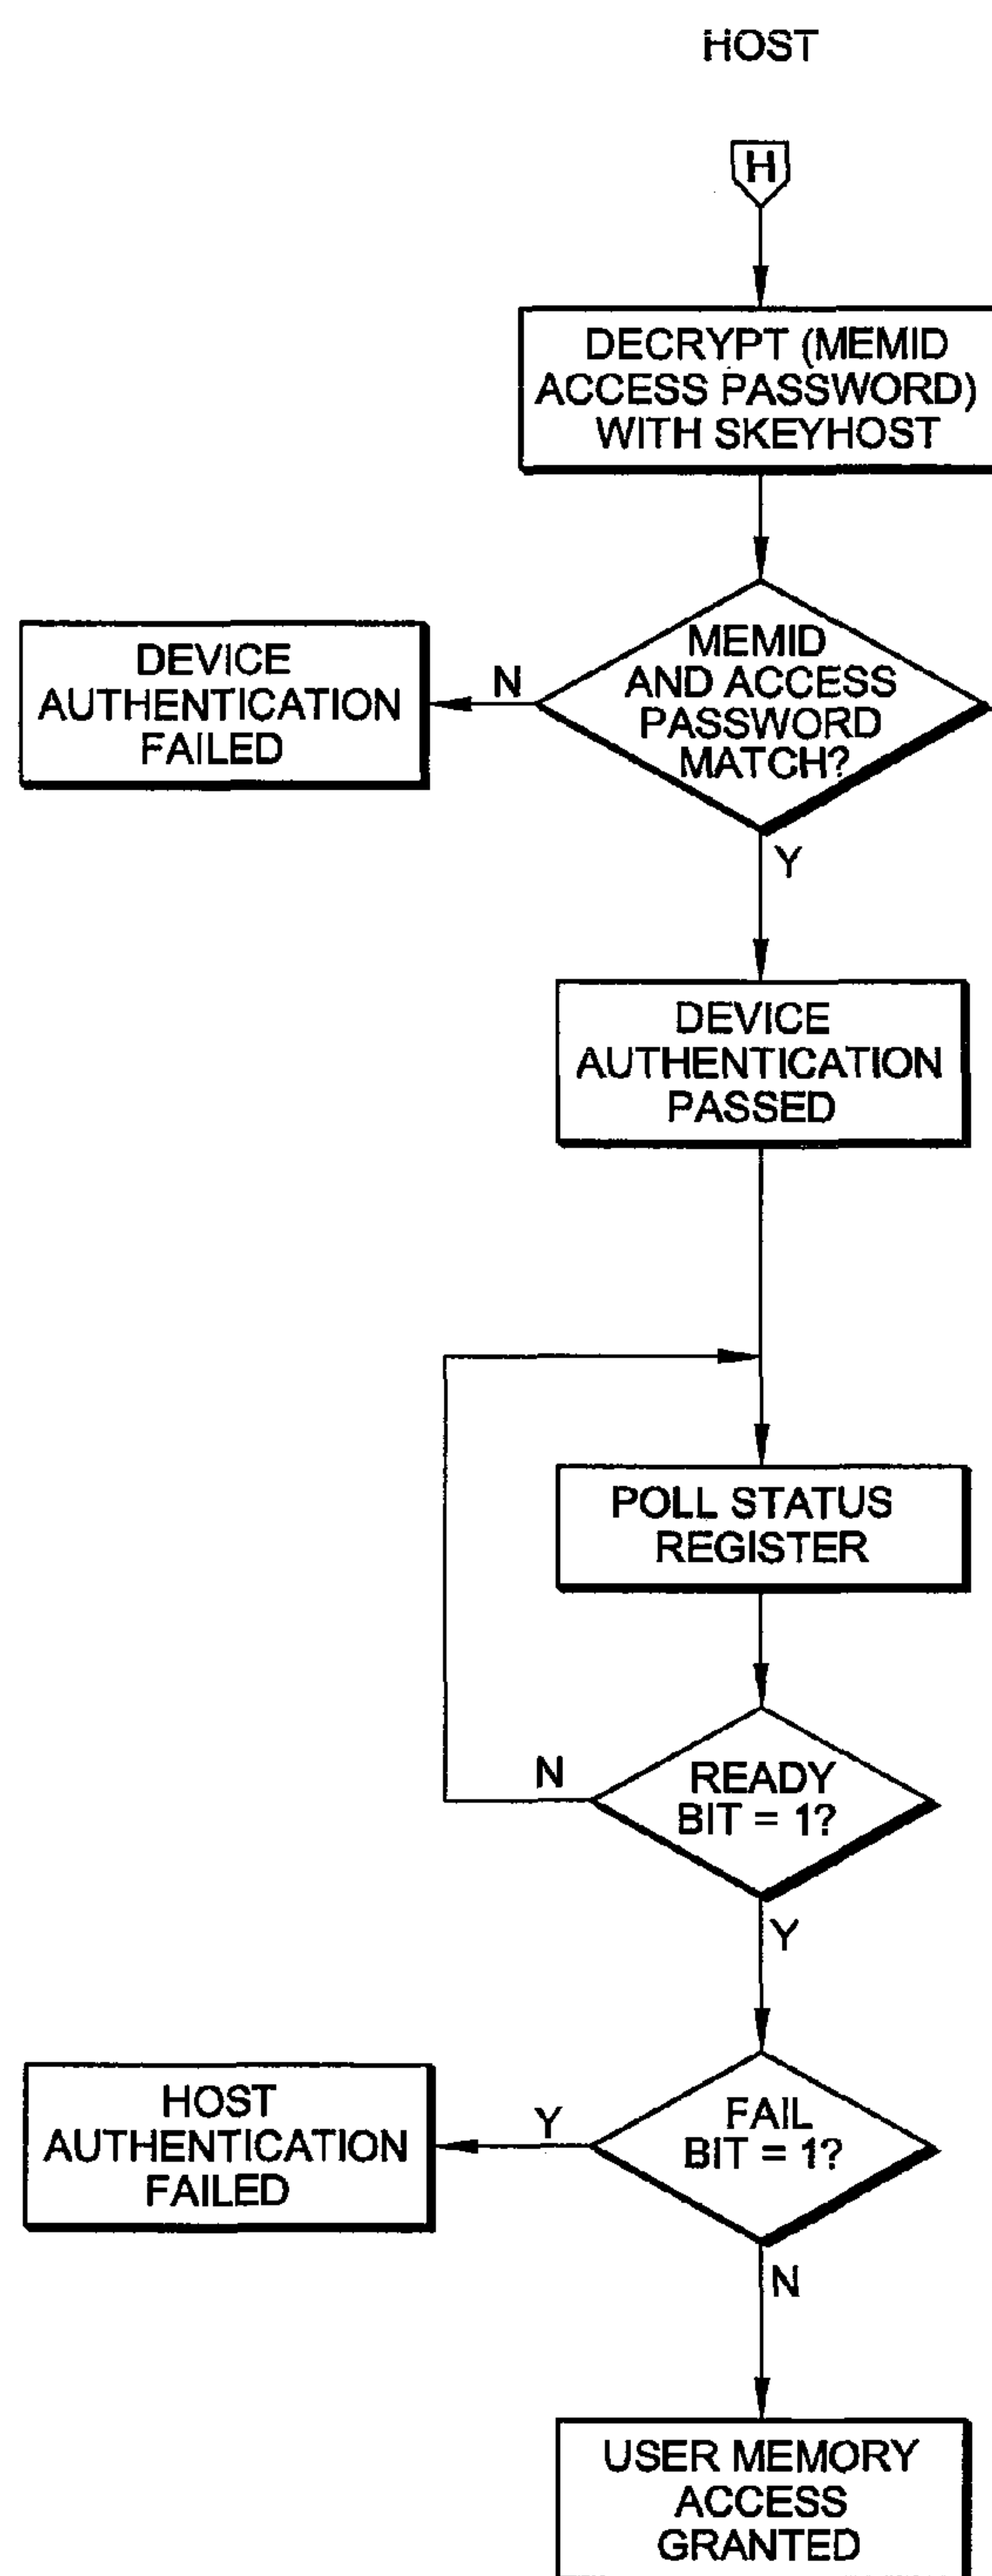 HOST
H
DECRYPT (MEMID
ACCESS PASSWORD)
WITH SKEYHOST
MEMID
AND ACCESS
PASSWORD
MATCH?
N
DEVICE
AUTHENTICATION
FAILED
Y
DEVICE
AUTHENTICATION
PASSED
POLL STATUS
REGISTER
READY
BIT = 1?
N
Y
FAIL
BIT = 1?
Y
HOST
AUTHENTICATION
FAILED
N
USER MEMORY
ACCESS
GRANTED